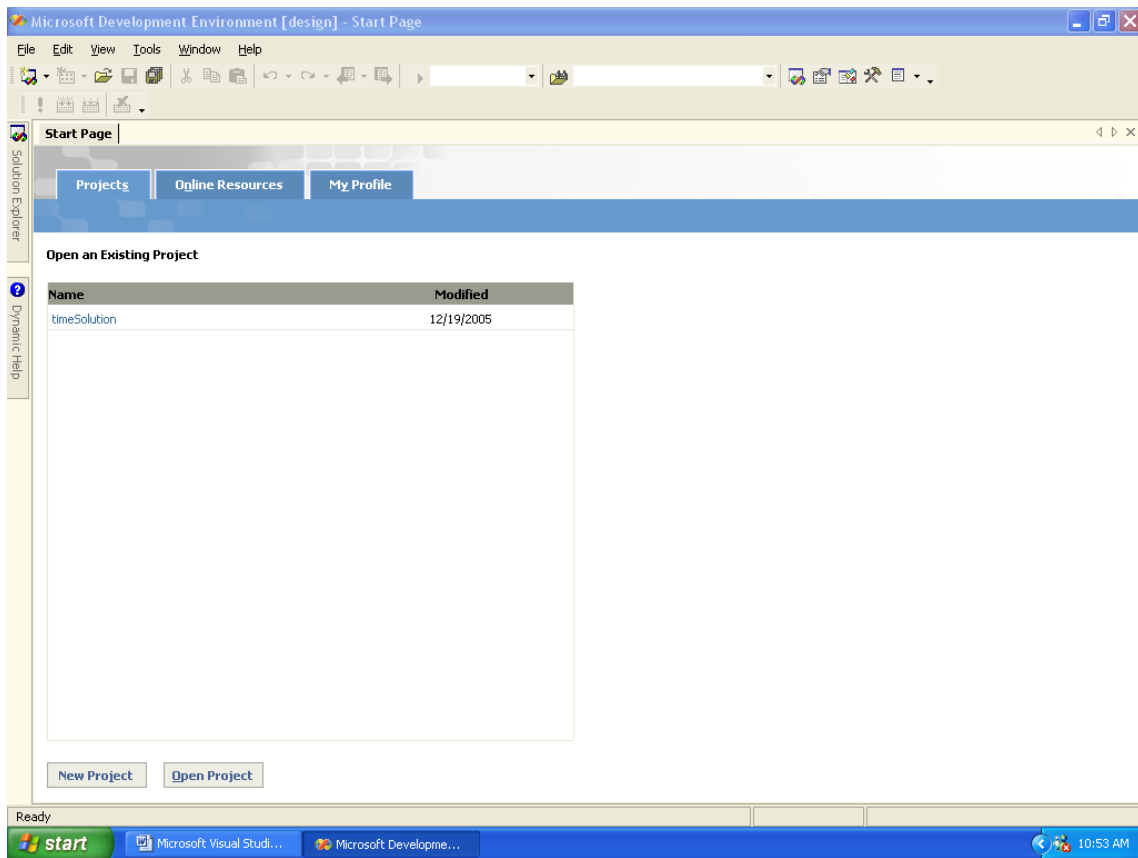 Microsoft Development Environment [design] - Start Page
File Edit View Tools Window Help
Start Page
Solution Explorer
Dynamic Help
Projects Online Resources My Profile
Open an Existing Project
Name Modified
timeSolution 12/19/2005
New Project Open Project
Ready
start Microsoft Visual Studi... Microsoft Developme... 10:53 AM